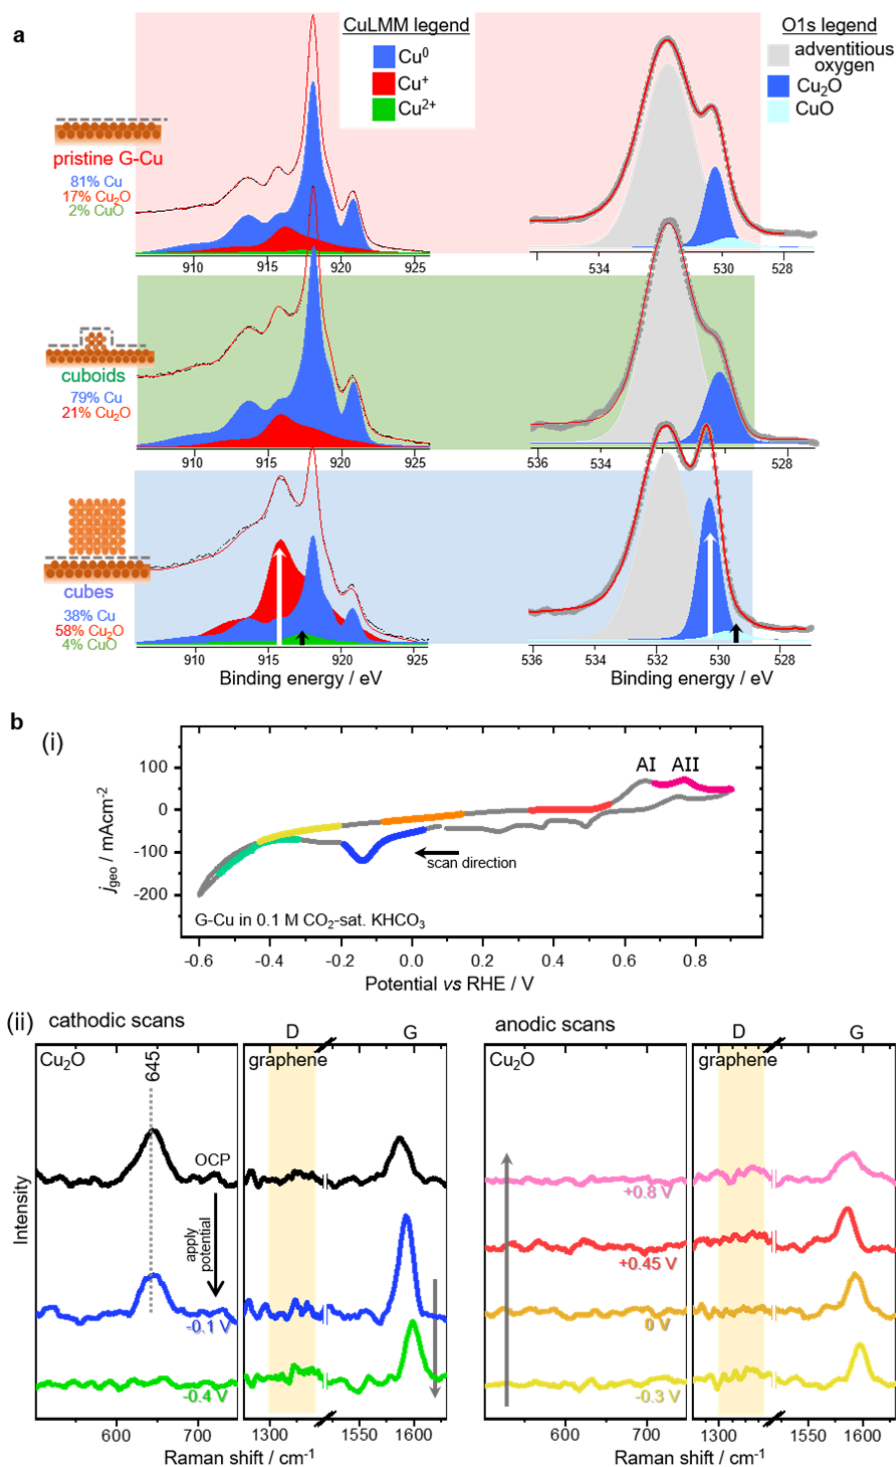 a
CuLMM legend
Cu⁰
Cu⁺
Cu²⁺
O1s legend
adventitious
oxygen
Cu₂O
CuO
pristine G-Cu
81% Cu
17% Cu₂O
2% CuO
910 915 920 925
534 532 530 528
cuboids
79% Cu
21% Cu₂O
910 915 920 925
536 534 532 530 528
cubes
38% Cu
58% Cu₂O
4% CuO
910 915 920 925
536 534 532 530 528
Binding energy / eV
Binding energy / eV
b
(i)
AI AII
100
0
-100
-200
j_geo / mAcm⁻²
scan direction
G-Cu in 0.1 M CO₂-sat. KHCO₃
-0.6 -0.4 -0.2 0.0 0.2 0.4 0.6 0.8
Potential vs RHE / V
(ii)
cathodic scans
D G
Cu₂O
graphene
645
OCP
apply
potential
-0.1 V
-0.4 V
Intensity
600 700
1300 1550 1600
Raman shift / cm⁻¹
anodic scans
D G
Cu₂O
graphene
+0.8 V
+0.45 V
0 V
-0.3 V
600 700
1300 1550 1600
Raman shift / cm⁻¹